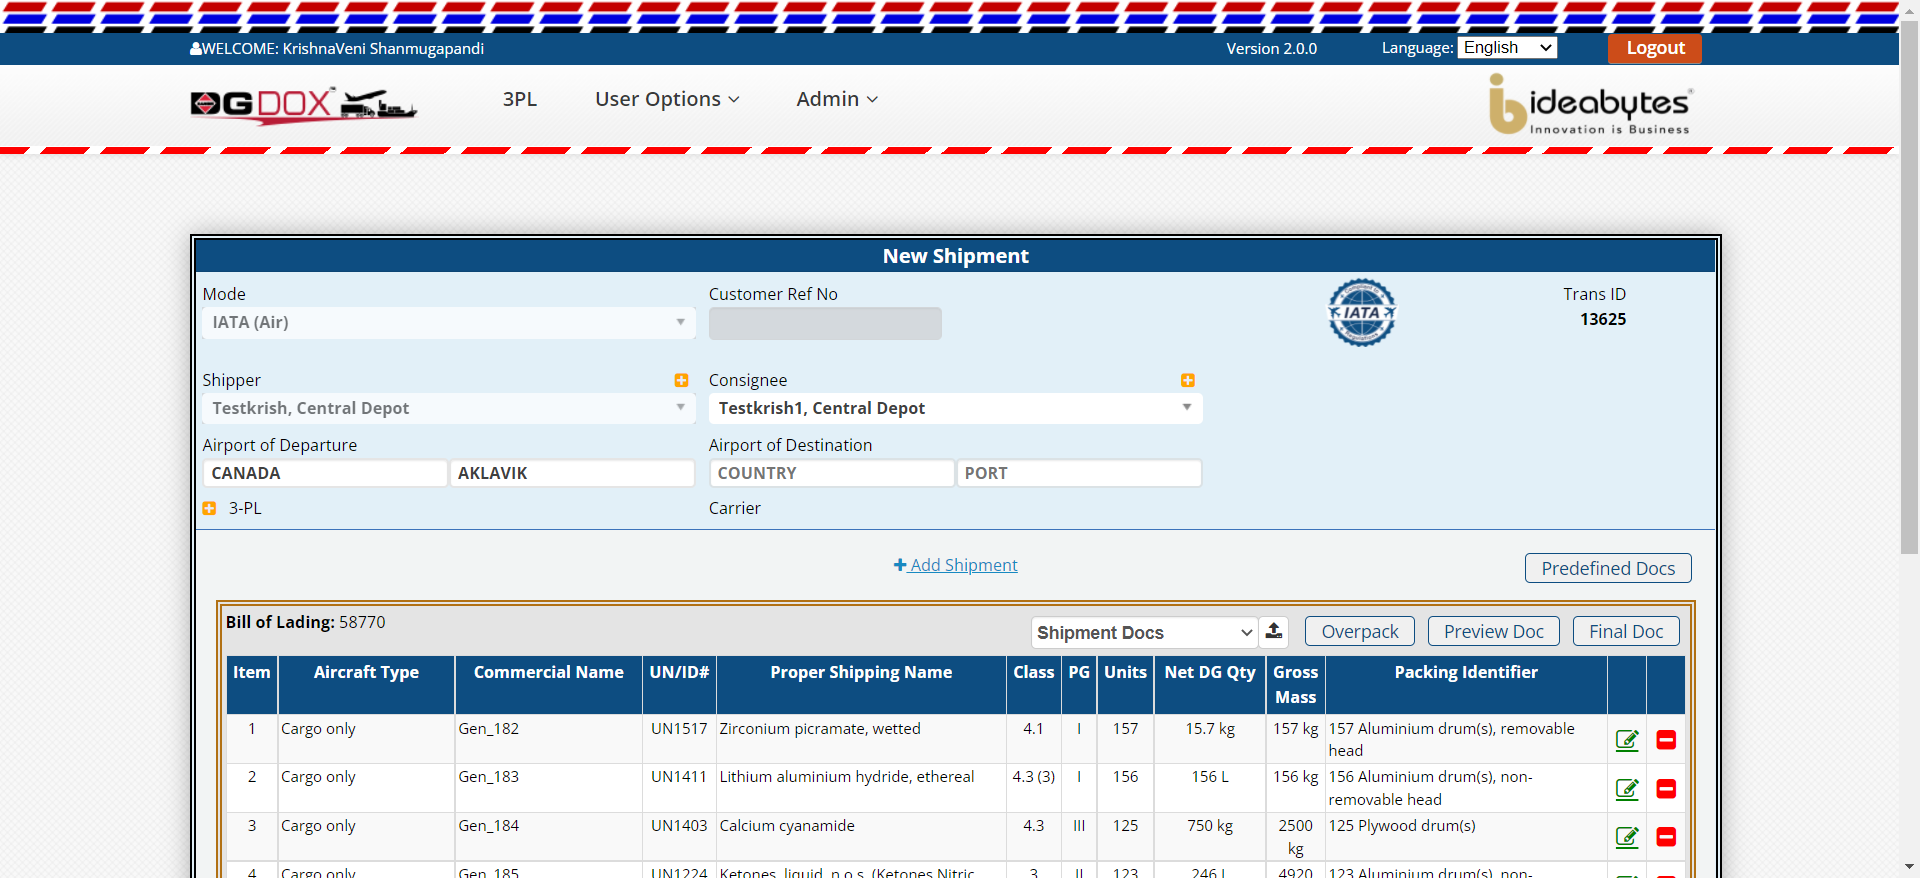 WELCOME: KrishnaVeni Shanmugapandi
Version 2.0.0
Language: English
Logout
DGDOX™
3PL
User Options
Admin
ideabytes®
Innovation is Business
New Shipment
Mode
Customer Ref No
Trans ID
IATA (Air)
IATA
13625
Shipper
Consignee
Testkrish, Central Depot
Testkrish1, Central Depot
Airport of Departure
Airport of Destination
CANADA
AKLAVIK
COUNTRY
PORT
3-PL
Carrier
Add Shipment
Predefined Docs
Bill of Lading: 58770
Shipment Docs
Overpack
Preview Doc
Final Doc
Item Aircraft Type Commercial Name UN/ID# Proper Shipping Name Class PG Units Net DG Qty Gross Packing Identifier
Mass
1 Cargo only Gen_182 UN1517 Zirconium picramate, wetted 4.1 I 157 15.7 kg 157 kg 157 Aluminium drum(s), removable
head
2 Cargo only Gen_183 UN1411 Lithium aluminium hydride, ethereal 4.3 (3) I 156 156 L 156 kg 156 Aluminium drum(s), non-
removable head
3 Cargo only Gen_184 UN1403 Calcium cyanamide 4.3 III 125 750 kg 2500 125 Plywood drum(s)
kg
4 Cargo only Gen_185 UN1224 Ketones, liquid, n.o.s. (Ketones Nitric 3 II 123 246 L 4920 123 Aluminium drum(s), non-